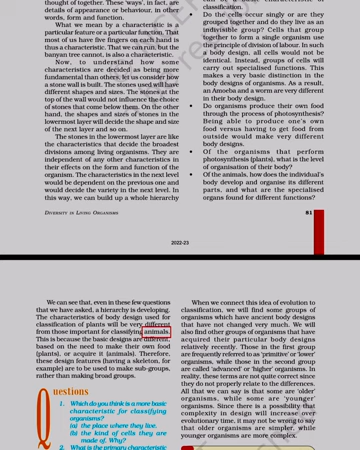 thought of together. These 'ways', in fact, are
details of appearance or behaviour, in other
words, form and function.
What we mean by a characteristic is a
particular feature or a particular function. That
most of us have five fingers on each hand is
thus a characteristic. That we can run, but the
banyan tree cannot, is also a characteristic.
Now, to understand how some
characteristics are decided as being more
fundamental than others, let us consider how
a stone wall is built. The stones used will have
different shapes and sizes. The stones at the
top of the wall would not influence the choice
of stones that come below them. On the other
hand, the shapes and sizes of stones in the
lowermost layer will decide the shape and size
of the next layer and so on.
The stones in the lowermost layer are like
the characteristics that decide the broadest
divisions among living organisms. They are
independent of any other characteristics in
their effects on the form and function of the
organism. The characteristics in the next level
would be dependent on the previous one and
would decide the variety in the next level. In
this way, we can build up a whole hierarchy
classification.
• Do the cells occur singly or are they
grouped together and do they live as an
indivisible group? Cells that group
together to form a single organism use
the principle of division of labour. In such
a body design, all cells would not be
identical. Instead, groups of cells will
carry out specialised functions. This
makes a very basic distinction in the
body designs of organisms. As a result,
an Amoeba and a worm are very different
in their body design.
• Do organisms produce their own food
through the process of photosynthesis?
Being able to produce one's own
food versus having to get food from
outside would make very different
body designs.
• Of the organisms that perform
photosynthesis (plants), what is the level
of organisation of their body?
• Of the animals, how does the individual's
body develop and organise its different
parts, and what are the specialised
organs found for different functions?
DIVERSITY IN LIVING ORGANISMS
81
2022-23
We can see that, even in these few questions
that we have asked, a hierarchy is developing.
The characteristics of body design used for
classification of plants will be very different
from those important for classifying animals.
This is because the basic designs are different,
based on the need to make their own food
(plants), or acquire it (animals). Therefore,
these design features (having a skeleton, for
example) are to be used to make sub-groups,
rather than making broad groups.
Questions
1. Which do you think is a more basic
characteristic for classifying
organisms?
(a) the place where they live.
(b) the kind of cells they are
made of. Why?
2. What is the primary characteristic
When we connect this idea of evolution to
classification, we will find some groups of
organisms which have ancient body designs
that have not changed very much. We will
also find other groups of organisms that have
acquired their particular body designs
relatively recently. Those in the first group
are frequently referred to as 'primitive' or 'lower'
organisms, while those in the second group
are called 'advanced' or 'higher' organisms. In
reality, these terms are not quite correct since
they do not properly relate to the differences.
All that we can say is that some are 'older'
organisms, while some are 'younger'
organisms. Since there is a possibility that
complexity in design will increase over
evolutionary time, it may not be wrong to say
that older organisms are simpler, while
younger organisms are more complex.